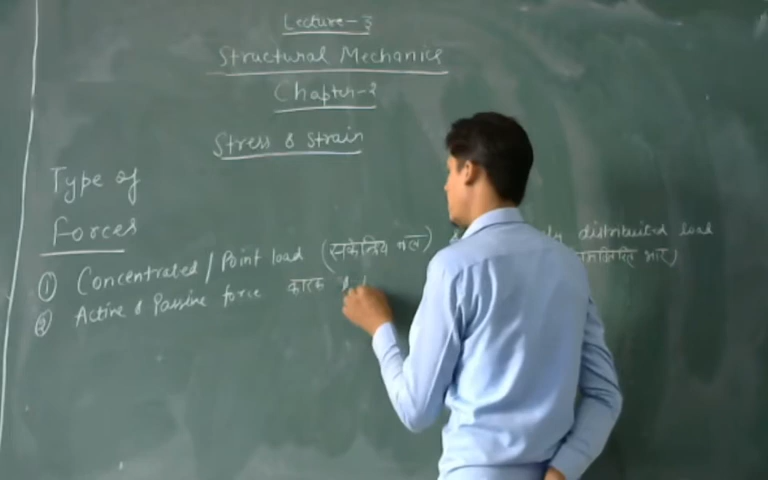 Lecture-3
Structural Mechanics
Chapter-2
Stress & Strain
Type of
Forces
① Concentrated / Point load distributed load
② Active & Passive force कारक